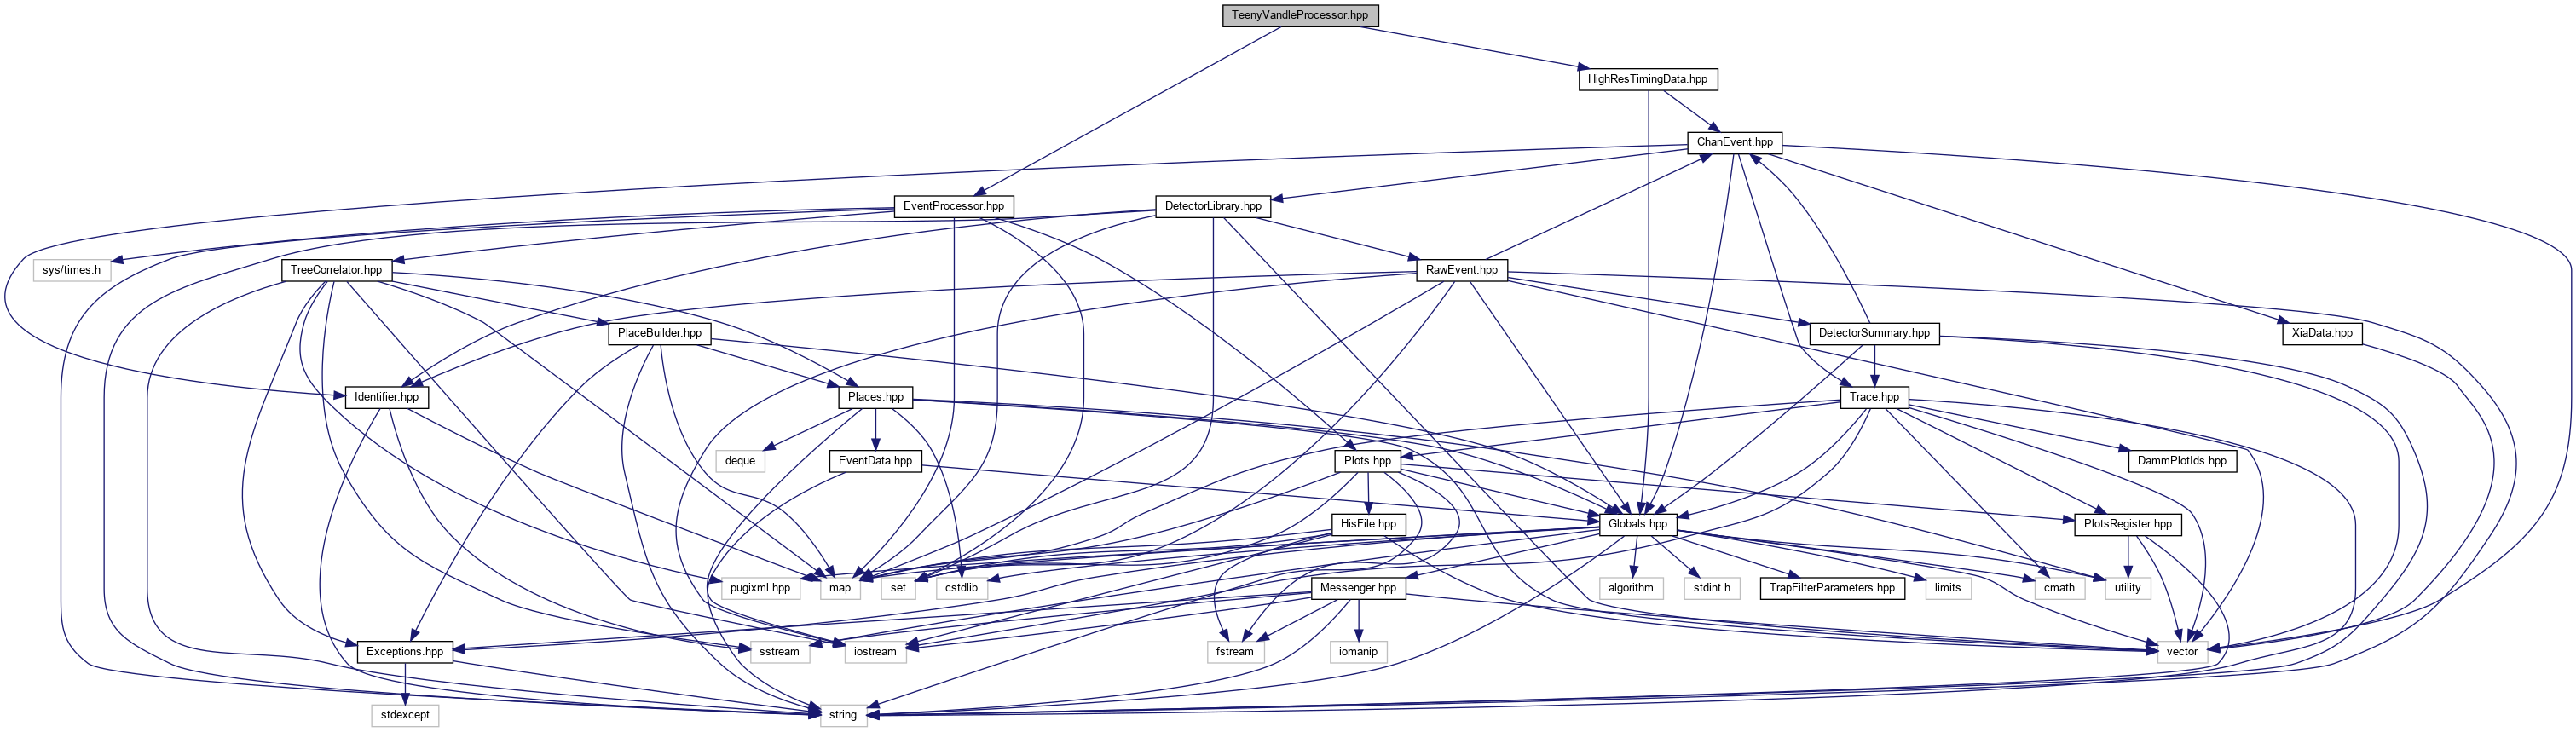 TeenyVandleProcessor.hpp
HighResTimingData.hpp
ChanEvent.hpp
EventProcessor.hpp
DetectorLibrary.hpp
sys/times.h
TreeCorrelator.hpp
RawEvent.hpp
PlaceBuilder.hpp
DetectorSummary.hpp
XiaData.hpp
Identifier.hpp
Places.hpp
Trace.hpp
deque
EventData.hpp
Plots.hpp
DammPlotIds.hpp
HisFile.hpp
Globals.hpp
PlotsRegister.hpp
pugixml.hpp
map
set
cstdlib
Messenger.hpp
algorithm
stdint.h
TrapFilterParameters.hpp
limits
cmath
utility
Exceptions.hpp
sstream
iostream
fstream
iomanip
vector
stdexcept
string